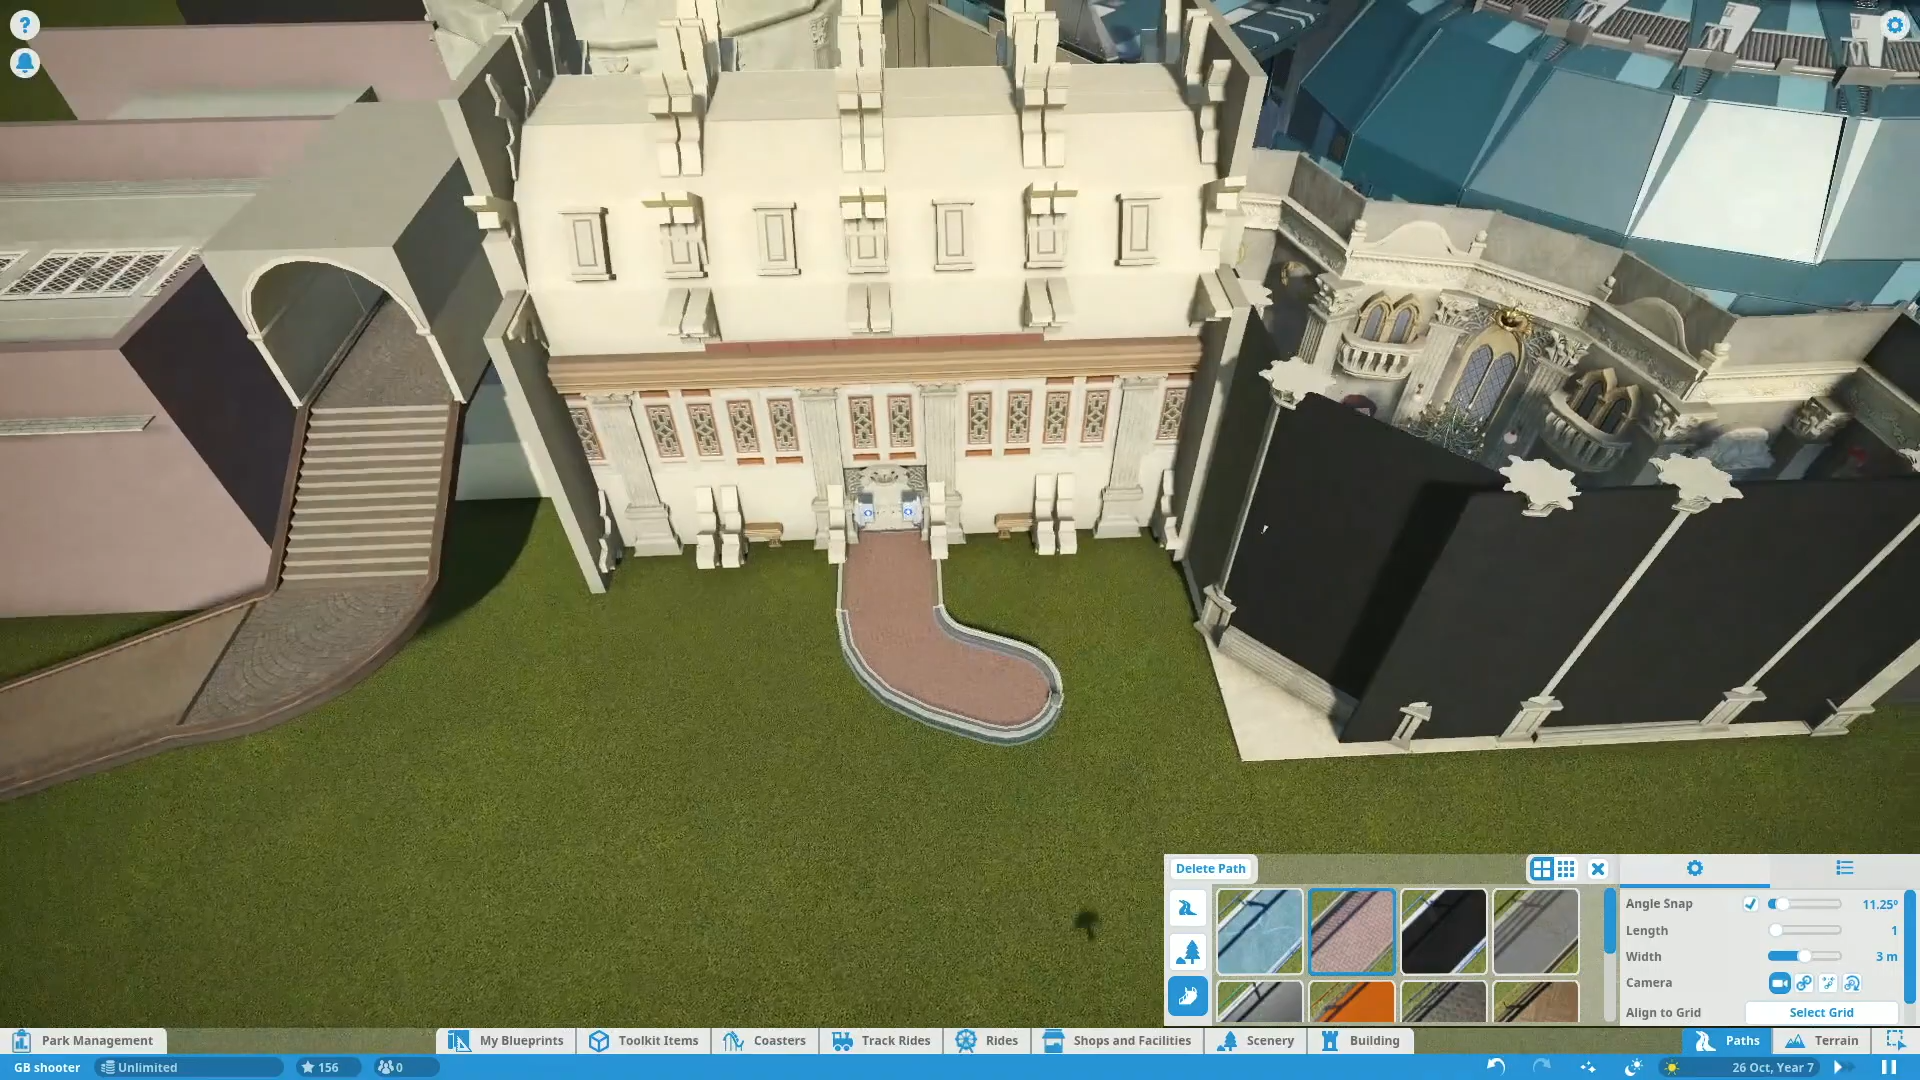 ?
Delete Path
Angle Snap 11.25º
Length 1
Width 3 m
Camera
Align to Grid Select Grid
Park Management My Blueprints Toolkit Items Coasters Track Rides Rides Shops and Facilities Scenery Building Paths Terrain
GB shooter Unlimited 156 0 26 Oct, Year 7